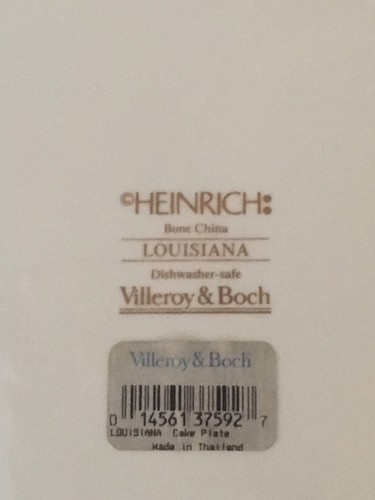 ©HEINRICH:
Bone China
LOUISIANA
Dishwasher-safe
Villeroy & Boch
Villeroy & Boch
0 14561 37592 7
LOUISIANA Cake Plate
Made in Thailand